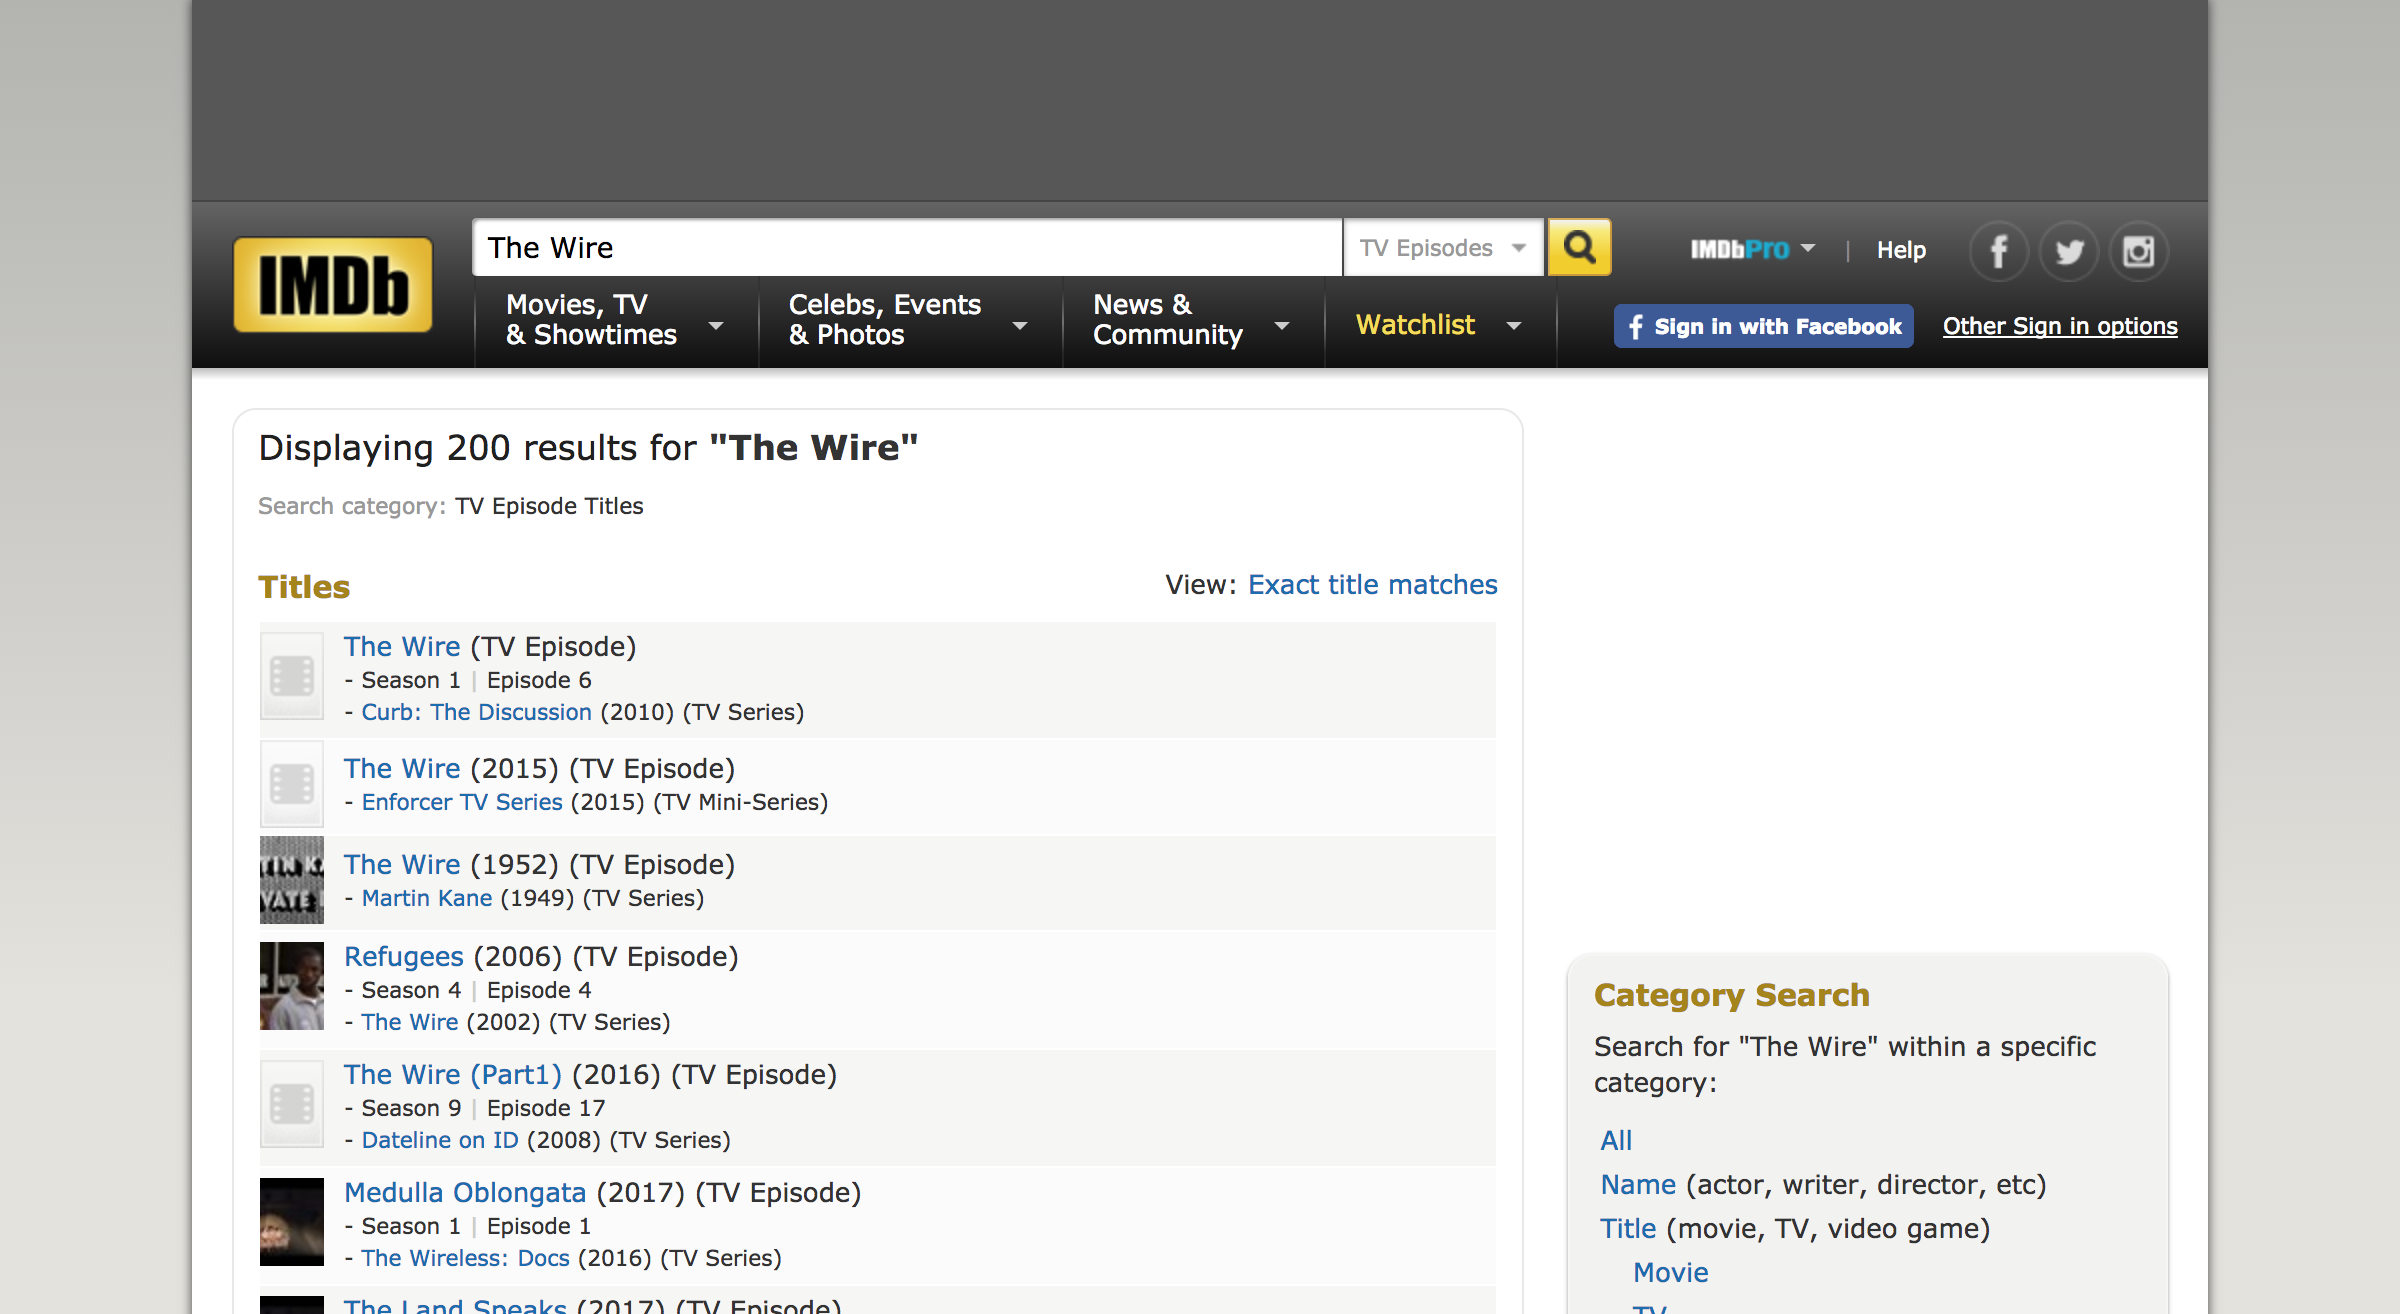 IMDb
The Wire
TV Episodes
IMDbPro
|
Help
Movies, TV
& Showtimes
Celebs, Events
& Photos
News &
Community
Watchlist
f Sign in with Facebook
Other Sign in options
Displaying 200 results for "The Wire"
Search category: TV Episode Titles
Titles
View: Exact title matches
The Wire (TV Episode)
- Season 1 | Episode 6
- Curb: The Discussion (2010) (TV Series)
The Wire (2015) (TV Episode)
- Enforcer TV Series (2015) (TV Mini-Series)
The Wire (1952) (TV Episode)
- Martin Kane (1949) (TV Series)
Refugees (2006) (TV Episode)
- Season 4 | Episode 4
- The Wire (2002) (TV Series)
The Wire (Part1) (2016) (TV Episode)
- Season 9 | Episode 17
- Dateline on ID (2008) (TV Series)
Medulla Oblongata (2017) (TV Episode)
- Season 1 | Episode 1
- The Wireless: Docs (2016) (TV Series)
The Land Speaks (2017) (TV Episode)
Category Search
Search for "The Wire" within a specific
category:
All
Name (actor, writer, director, etc)
Title (movie, TV, video game)
Movie
TV